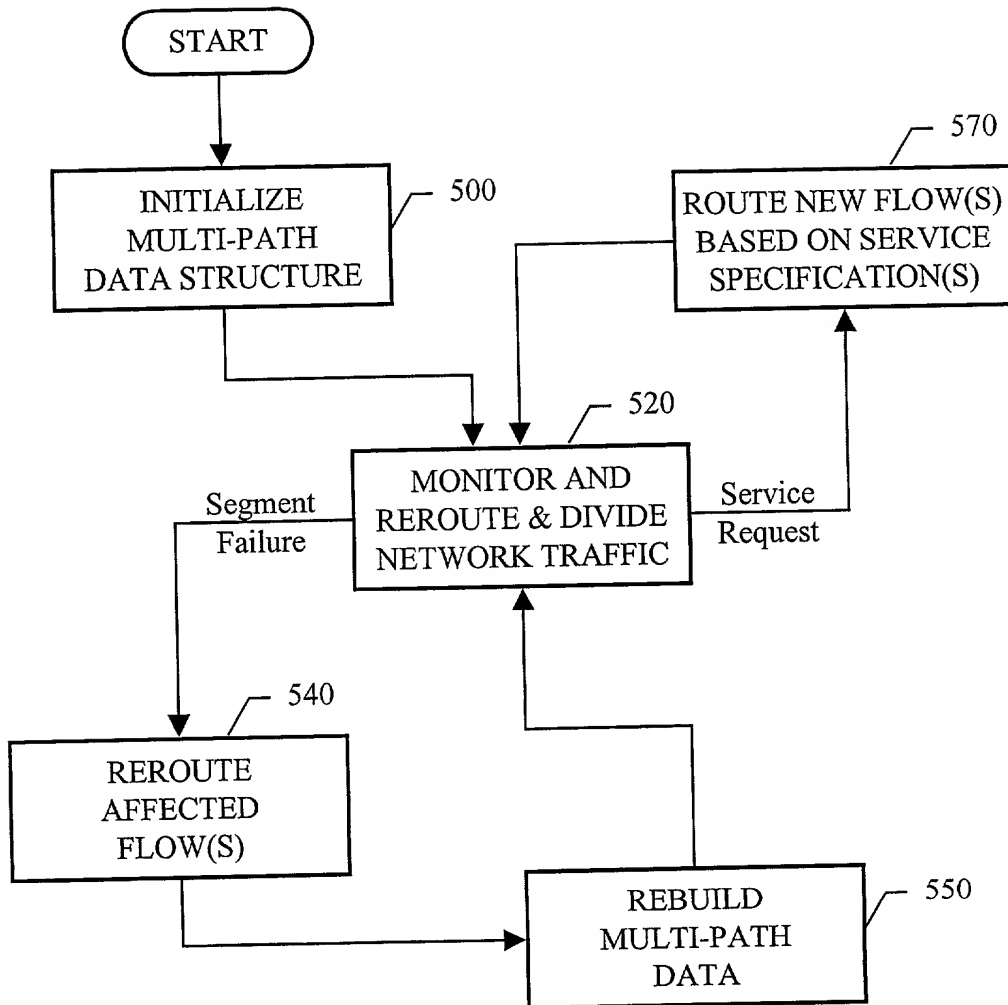 START
500
INITIALIZE
MULTI-PATH
DATA STRUCTURE
570
ROUTE NEW FLOW(S)
BASED ON SERVICE
SPECIFICATION(S)
520
MONITOR AND
REROUTE & DIVIDE
NETWORK TRAFFIC
Segment
Failure
Service
Request
540
REROUTE
AFFECTED
FLOW(S)
550
REBUILD
MULTI-PATH
DATA